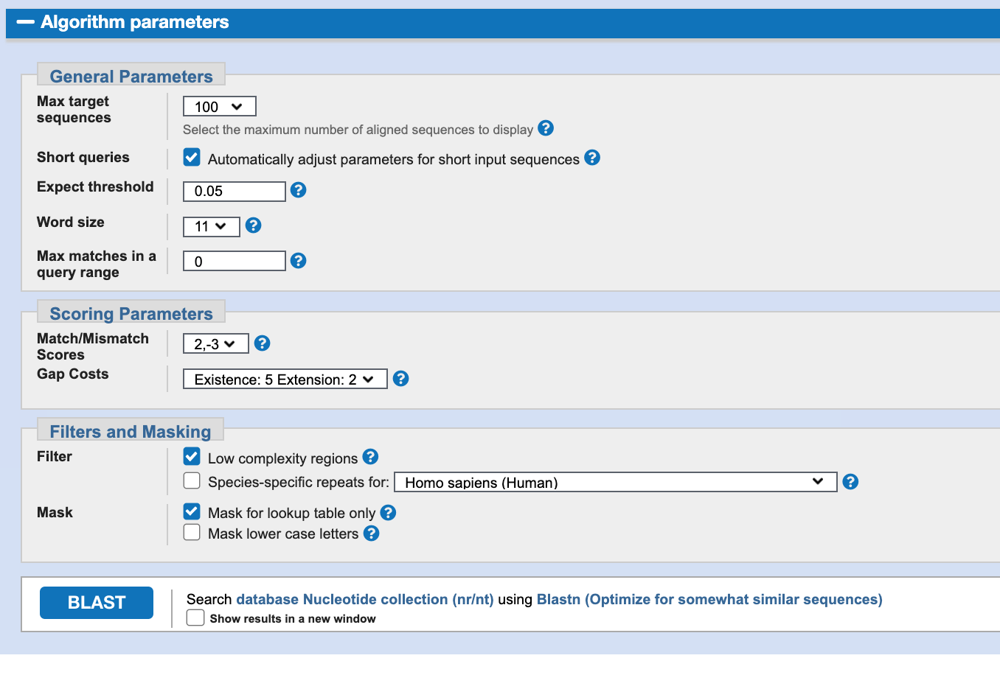 Algorithm parameters
General Parameters
Max target
sequences
100
Select the maximum number of aligned sequences to display ?
Short queries
Automatically adjust parameters for short input sequences ?
Expect threshold
0.05 ?
Word size
11 ?
Max matches in a
query range
0 ?
Scoring Parameters
Match/Mismatch
Scores
2,-3 ?
Gap Costs
Existence: 5 Extension: 2 ?
Filters and Masking
Filter
Low complexity regions ?
Species-specific repeats for: Homo sapiens (Human) ?
Mask
Mask for lookup table only ?
Mask lower case letters ?
BLAST
Search database Nucleotide collection (nr/nt) using Blastn (Optimize for somewhat similar sequences)
Show results in a new window